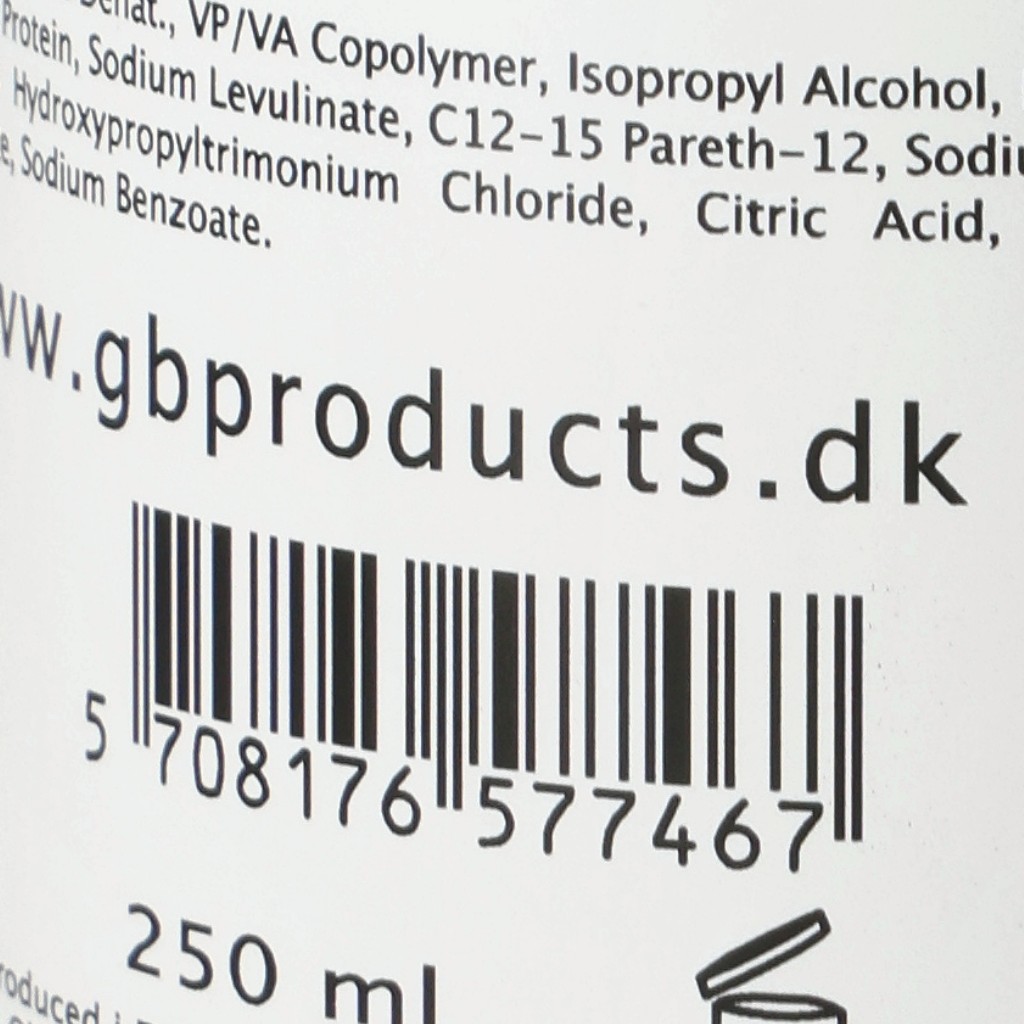 VP/VA Copolymer, Isopropyl Alcohol,
Protein, Sodium Levulinate, C12-15 Pareth-12,
Hydroxypropyltrimonium Chloride, Citric Acid,
Sodium Benzoate.
www.gbproducts.dk
5 708176 577467
250 ml